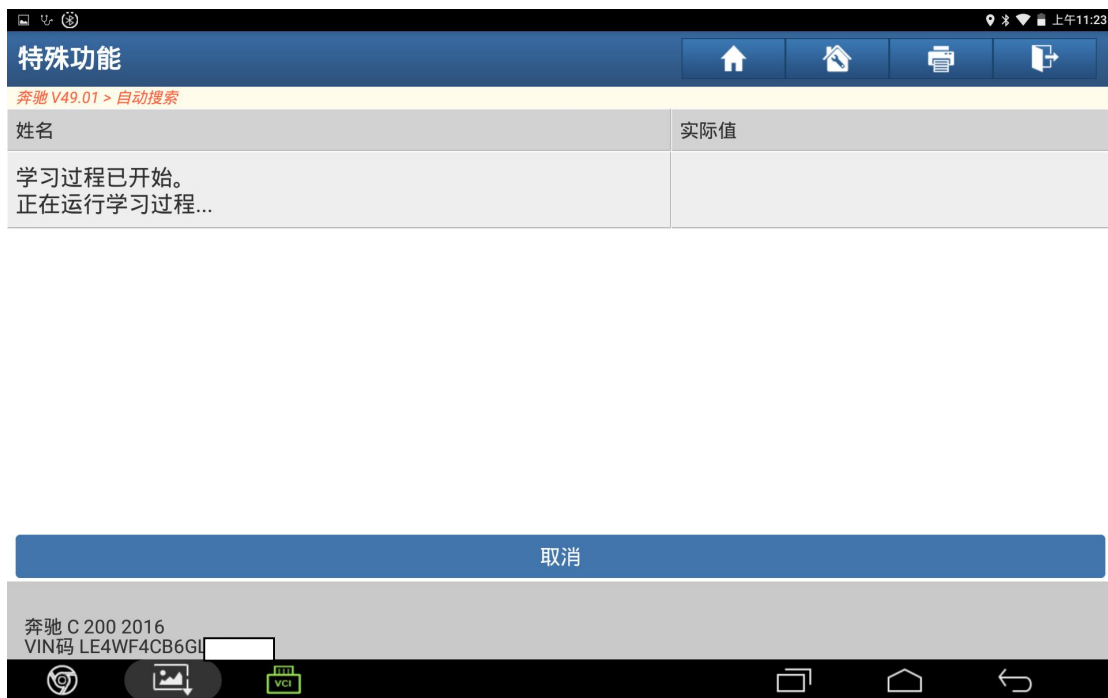 上午11:23
特殊功能
奔驰 V49.01 > 自动搜索
姓名 实际值
学习过程已开始。
正在运行学习过程...
取消
奔驰 C 200 2016
VIN码 LE4WF4CB6GL
VCI